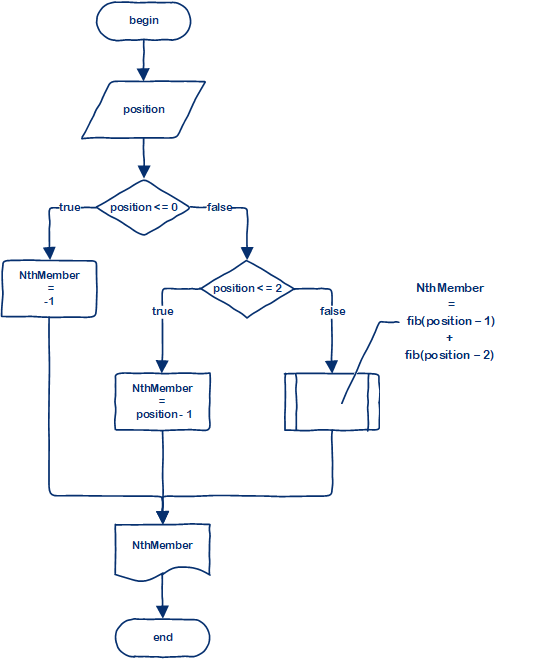 begin
position
position <= 0
true
false
NthMember
=
-1
position <= 2
true
false
NthMember
=
fib(position – 1)
+
fib(position – 2)
NthMember
=
position - 1
NthMember
end